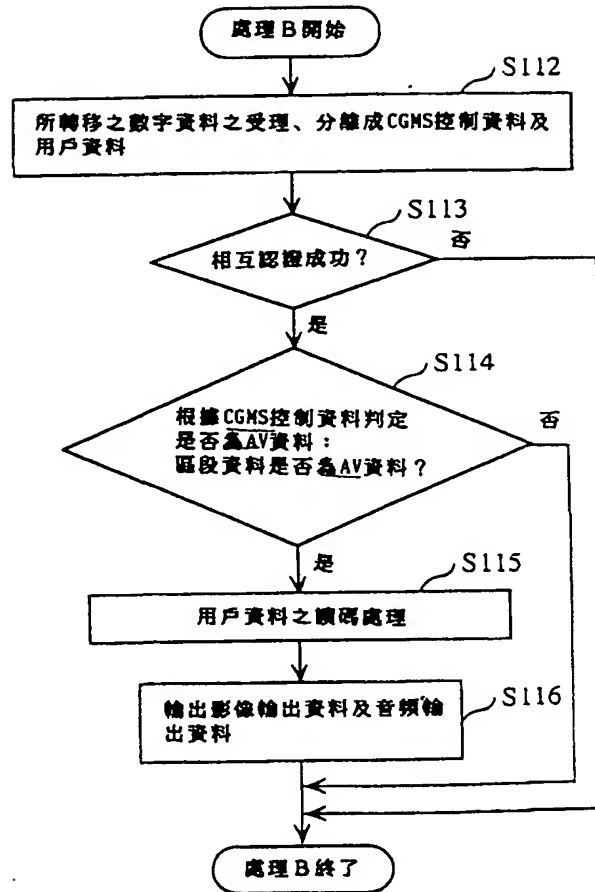 處理B開始
S112
所轉移之數字資料之受理、分離成CGMS控制資料及
用戶資料
S113
相互認證成功?
否
是
S114
根據CGMS控制資料判定
是否為AV資料:
區段資料是否為AV資料?
否
是
S115
用戶資料之讀碼處理
S116
輸出影像輸出資料及音頻輸
出資料
處理B終了